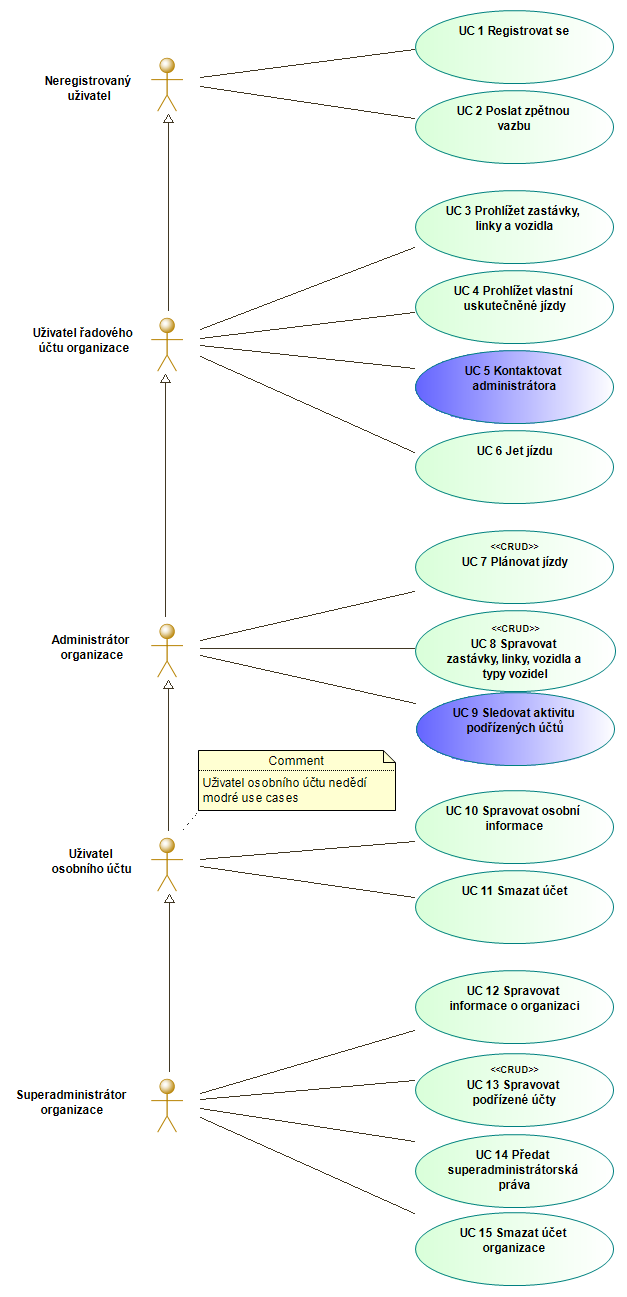 UC 1 Registrovat se
Neregistrovaný
uživatel
UC 2 Poslat zpětnou
vazbu
UC 3 Prohlížet zastávky,
linky a vozidla
Uživatel řadového
účtu organizace
UC 4 Prohlížet vlastní
uskutečněné jízdy
UC 5 Kontaktovat
administrátora
UC 6 Jet jízdu
<<CRUD>>
UC 7 Plánovat jízdy
Administrátor
organizace
<<CRUD>>
UC 8 Spravovat
zastávky, linky, vozidla a
typy vozidel
UC 9 Sledovat aktivitu
podřízených účtů
Comment
Uživatel osobního účtu nedědí
modré use cases
UC 10 Spravovat osobní
informace
Uživatel
osobního účtu
UC 11 Smazat účet
UC 12 Spravovat
informace o organizaci
Superadministrátor
organizace
<<CRUD>>
UC 13 Spravovat
podřízené účty
UC 14 Předat
superadministrátorská
práva
UC 15 Smazat účet
organizace